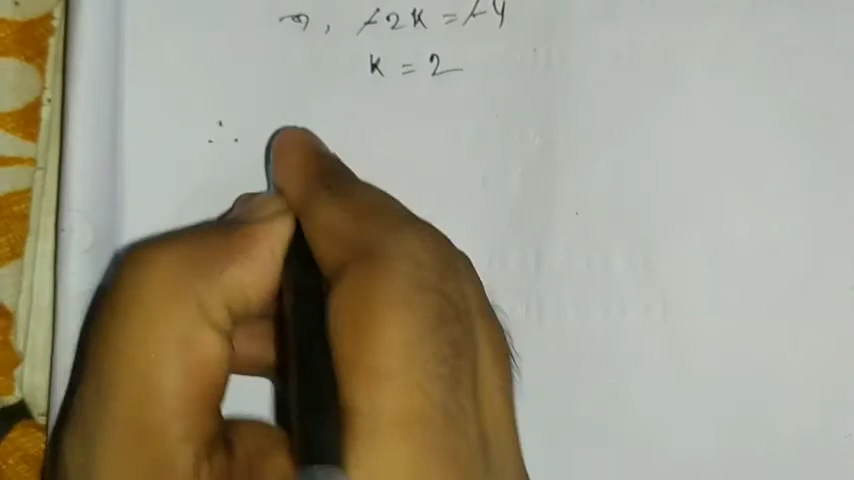 বা, -2k = -4
k = 2
∴